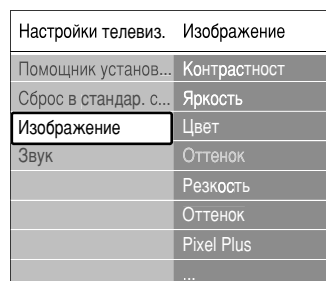 Настройки телевиз. Изображение
Помощник установ... Контрастност
Сброс в стандар. с... Яркость
Изображение Цвет
Звук Оттенок
Резкость
Оттенок
Pixel Plus
...